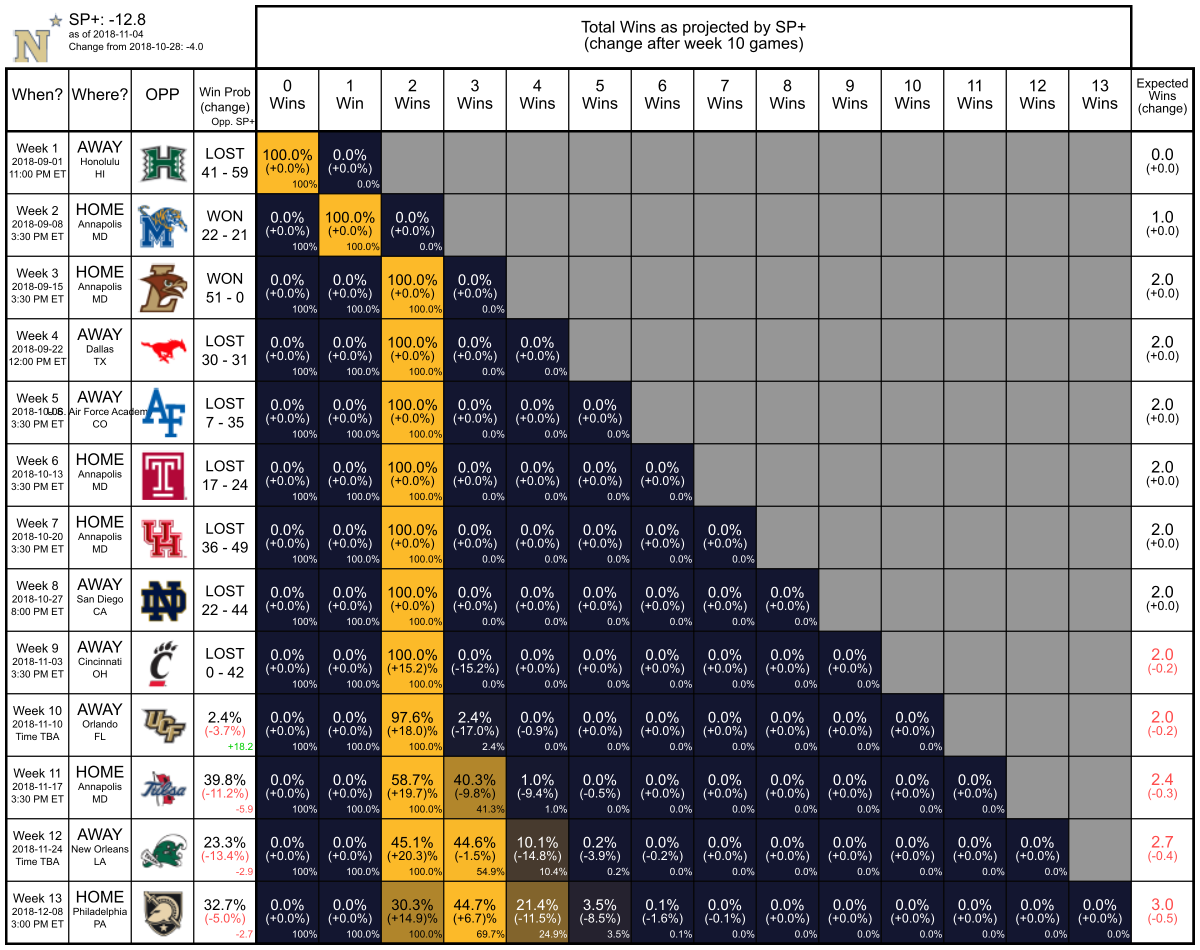 SP+: -12.8
as of 2018-11-04
Change from 2018-10-28: -4.0
Total Wins as projected by SP+
(change after week 10 games)
When? Where? OPP Win Prob (change) Opp. SP+ 0 Wins 1 Win 2 Wins 3 Wins 4 Wins 5 Wins 6 Wins 7 Wins 8 Wins 9 Wins 10 Wins 11 Wins 12 Wins 13 Wins Expected Wins (change)
Week 1 AWAY LOST 100.0% 0.0% 0.0
2018-09-01 Honolulu (+0.0%) (+0.0%) (+0.0)
11:00 PM ET HI 41 - 59 100% 0.0%
Week 2 HOME WON 0.0% 100.0% 0.0% 1.0
2018-09-08 Annapolis (+0.0%) (+0.0%) (+0.0%) (+0.0)
3:30 PM ET MD 22 - 21 100% 100.0% 0.0%
Week 3 HOME WON 0.0% 0.0% 100.0% 0.0% 2.0
2018-09-15 Annapolis (+0.0%) (+0.0%) (+0.0%) (+0.0%) (+0.0)
3:30 PM ET MD 51 - 0 100% 100.0% 100.0% 0.0%
Week 4 AWAY LOST 0.0% 0.0% 100.0% 0.0% 0.0% 2.0
2018-09-22 Dallas (+0.0%) (+0.0%) (+0.0%) (+0.0%) (+0.0%) (+0.0)
12:00 PM ET TX 30 - 31 100% 100.0% 100.0% 0.0% 0.0%
Week 5 AWAY LOST 0.0% 0.0% 100.0% 0.0% 0.0% 0.0% 2.0
2018-10-06 U.S. Air Force Academy (+0.0%) (+0.0%) (+0.0%) (+0.0%) (+0.0%) (+0.0%) (+0.0)
3:30 PM ET CO 7 - 35 100% 100.0% 100.0% 0.0% 0.0% 0.0%
Week 6 HOME LOST 0.0% 0.0% 100.0% 0.0% 0.0% 0.0% 0.0% 2.0
2018-10-13 Annapolis (+0.0%) (+0.0%) (+0.0%) (+0.0%) (+0.0%) (+0.0%) (+0.0%) (+0.0)
3:30 PM ET MD 17 - 24 100% 100.0% 100.0% 0.0% 0.0% 0.0% 0.0%
Week 7 HOME LOST 0.0% 0.0% 100.0% 0.0% 0.0% 0.0% 0.0% 0.0% 2.0
2018-10-20 Annapolis (+0.0%) (+0.0%) (+0.0%) (+0.0%) (+0.0%) (+0.0%) (+0.0%) (+0.0%) (+0.0)
3:30 PM ET MD 36 - 49 100% 100.0% 100.0% 0.0% 0.0% 0.0% 0.0% 0.0%
Week 8 AWAY LOST 0.0% 0.0% 100.0% 0.0% 0.0% 0.0% 0.0% 0.0% 0.0% 2.0
2018-10-27 San Diego (+0.0%) (+0.0%) (+0.0%) (+0.0%) (+0.0%) (+0.0%) (+0.0%) (+0.0%) (+0.0%) (+0.0)
8:00 PM ET CA 22 - 44 100% 100.0% 100.0% 0.0% 0.0% 0.0% 0.0% 0.0% 0.0%
Week 9 AWAY LOST 0.0% 0.0% 100.0% 0.0% 0.0% 0.0% 0.0% 0.0% 0.0% 0.0% 2.0
2018-11-03 Cincinnati (+0.0%) (+0.0%) (+15.2)% (-15.2%) (+0.0%) (+0.0%) (+0.0%) (+0.0%) (+0.0%) (+0.0%) (-0.2)
3:30 PM ET OH 0 - 42 100% 100.0% 100.0% 0.0% 0.0% 0.0% 0.0% 0.0% 0.0% 0.0%
Week 10 AWAY UCF 2.4% 0.0% 0.0% 97.6% 2.4% 0.0% 0.0% 0.0% 0.0% 0.0% 0.0% 0.0% 2.0
2018-11-10 Orlando (-3.7%) (+0.0%) (+0.0%) (+18.0)% (-17.0%) (-0.9%) (+0.0%) (+0.0%) (+0.0%) (+0.0%) (+0.0%) (+0.0%) (-0.2)
Time TBA FL +18.2 100% 100.0% 100.0% 2.4% 0.0% 0.0% 0.0% 0.0% 0.0% 0.0% 0.0%
Week 11 HOME Tulsa 39.8% 0.0% 0.0% 58.7% 40.3% 1.0% 0.0% 0.0% 0.0% 0.0% 0.0% 0.0% 0.0% 2.4
2018-11-17 Annapolis (-11.2%) (+0.0%) (+0.0%) (+19.7)% (-9.8%) (-9.4%) (-0.5%) (+0.0%) (+0.0%) (+0.0%) (+0.0%) (+0.0%) (+0.0%) (-0.3)
3:30 PM ET MD -5.9 100% 100.0% 100.0% 41.3% 1.0% 0.0% 0.0% 0.0% 0.0% 0.0% 0.0% 0.0%
Week 12 AWAY 23.3% 0.0% 0.0% 45.1% 44.6% 10.1% 0.2% 0.0% 0.0% 0.0% 0.0% 0.0% 0.0% 0.0% 2.7
2018-11-24 New Orleans (-13.4%) (+0.0%) (+0.0%) (+20.3)% (-1.5%) (-14.8%) (-3.9%) (-0.2%) (+0.0%) (+0.0%) (+0.0%) (+0.0%) (+0.0%) (+0.0%) (-0.4)
Time TBA LA -2.9 100% 100.0% 100.0% 54.9% 10.4% 0.2% 0.0% 0.0% 0.0% 0.0% 0.0% 0.0% 0.0%
Week 13 HOME 32.7% 0.0% 0.0% 30.3% 44.7% 21.4% 3.5% 0.1% 0.0% 0.0% 0.0% 0.0% 0.0% 0.0% 0.0% 3.0
2018-12-08 Philadelphia (-5.0%) (+0.0%) (+0.0%) (+14.9)% (+6.7)% (-11.5%) (-8.5%) (-1.6%) (-0.1%) (+0.0%) (+0.0%) (+0.0%) (+0.0%) (+0.0%) (+0.0%) (-0.5)
3:00 PM ET PA -2.7 100% 100.0% 100.0% 69.7% 24.9% 3.5% 0.1% 0.0% 0.0% 0.0% 0.0% 0.0% 0.0% 0.0%